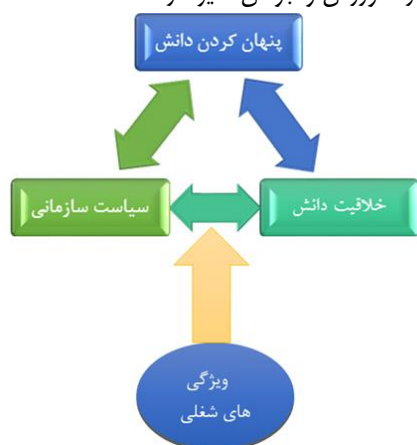 پنهان کردن دانش
سیاست سازمانی
خلاقیت دانش
ویژگی
های شغلی